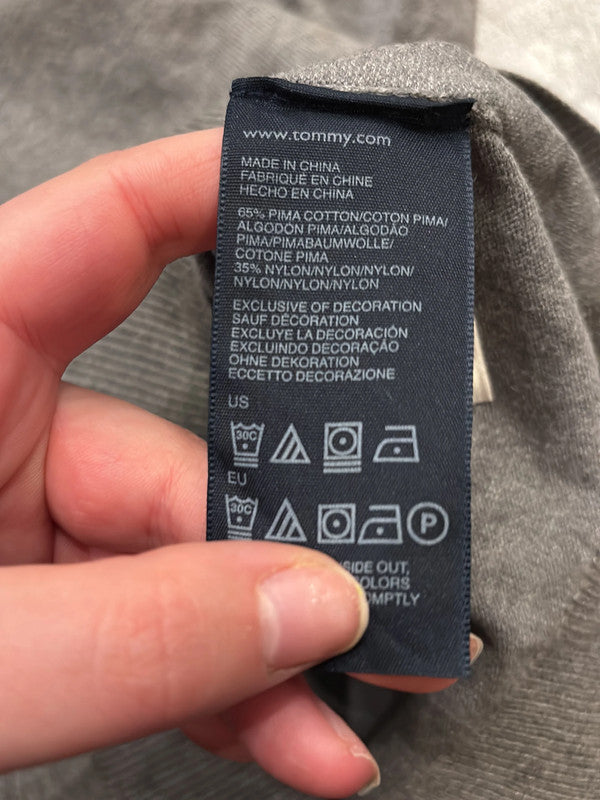 www.tommy.com
MADE IN CHINA
FABRIQUÉ EN CHINE
HECHO EN CHINA
65% PIMA COTTON/COTON PIMA/
ALGODÓN PIMA/ALGODÃO
PIMA/PIMABAUMWOLLE/
COTONE PIMA
35% NYLON/NYLON/NYLON/
NYLON/NYLON/NYLON
EXCLUSIVE OF DECORATION
SAUF DÉCORATION
EXCLUYE LA DECORACIÓN
EXCLUINDO DECORAÇÃO
OHNE DEKORATION
ECCETTO DECORAZIONE
US
30C
EU
30C P
SIDE OUT,
COLORS
OMPTLY